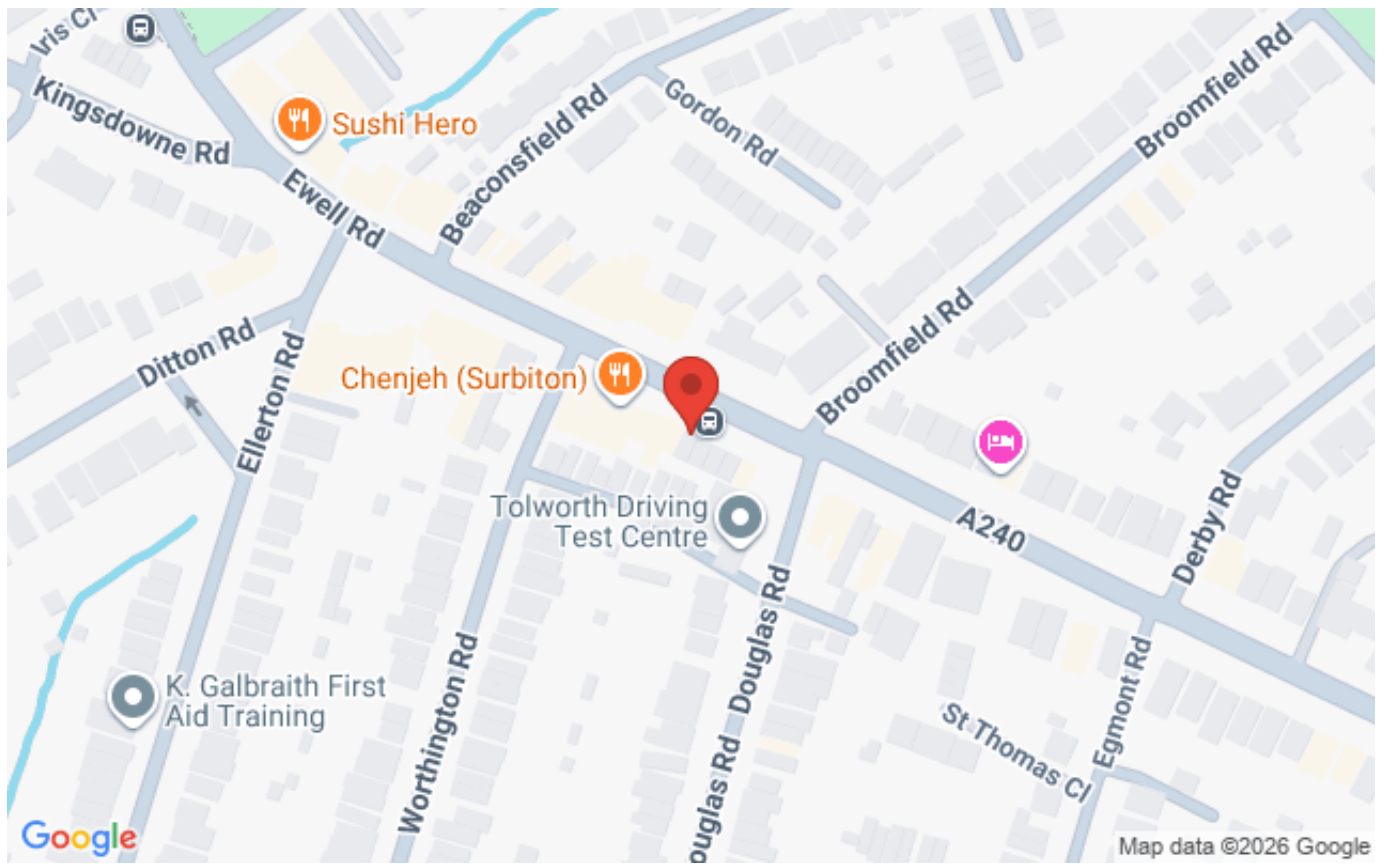 Iris Cl
Kingsdowne Rd
Sushi Hero
Ewell Rd
Beaconsfield Rd
Gordon Rd
Broomfield Rd
Ditton Rd
Ellerton Rd
Chenjeh (Surbiton)
Broomfield Rd
Tolworth Driving
Test Centre
A240
Derby Rd
Worthington Rd
Douglas Rd
Douglas Rd
K. Galbraith First
Aid Training
St Thomas Cl
Egmont Rd
Google
Map data ©2026 Google